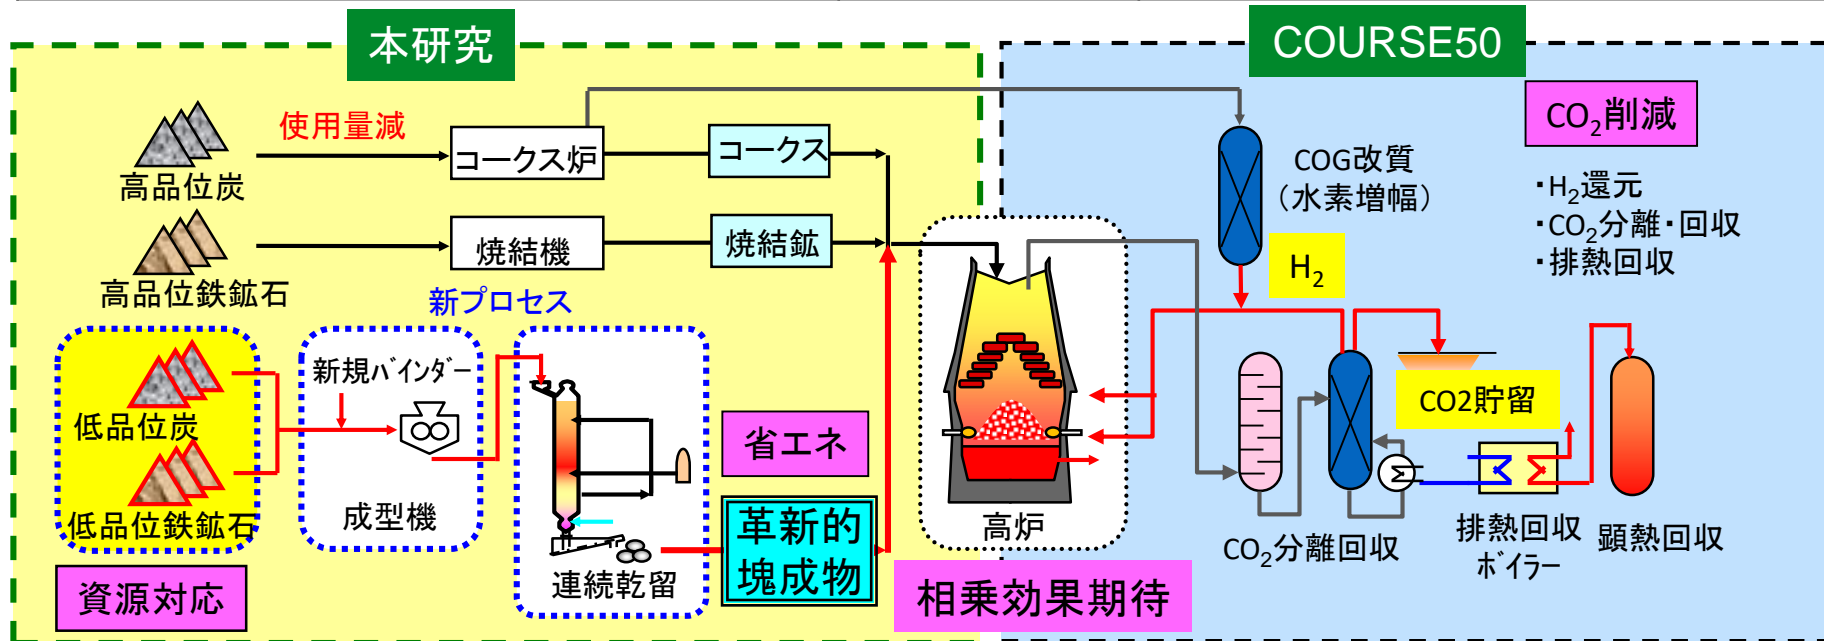 本研究
COURSE50
使用量減
高品位炭
コークス炉
コークス
高品位鉄鉱石
焼結機
焼結鉱
新プロセス
低品位炭
低品位鉄鉱石
新規ﾊﾞｲﾝﾀﾞｰ
成型機
連続乾留
省エネ
革新的
塊成物
資源対応
高炉
相乗効果期待
COG改質
（水素増幅）
H₂
CO₂削減
・H₂還元
・CO₂分離・回収
・排熱回収
CO2貯留
CO₂分離回収
排熱回収
ﾎﾞｲﾗｰ
顕熱回収